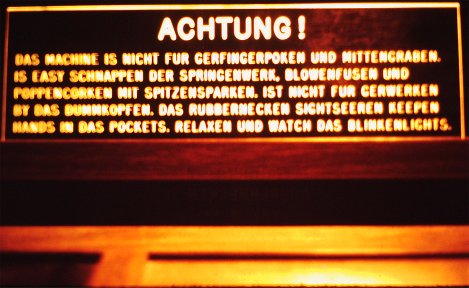 ACHTUNG!
DAS MACHINE IS NICHT FUR GERFINGERPOKEN UND MITTENGRABEN.
IS EASY SCHNAPPEN DER SPRINGENWERK, BLOWENFUSEN UND
POPPENCORKEN MIT SPITZENSPARKEN. IST NICHT FUR GERWERKEN
BY DAS DUMMKOPFEN. DAS RUBBERNECKEN SIGHTSEEREN KEEPEN
HANDS IN DAS POCKETS. RELAXEN UND WATCH DAS BLINKENLIGHTS.